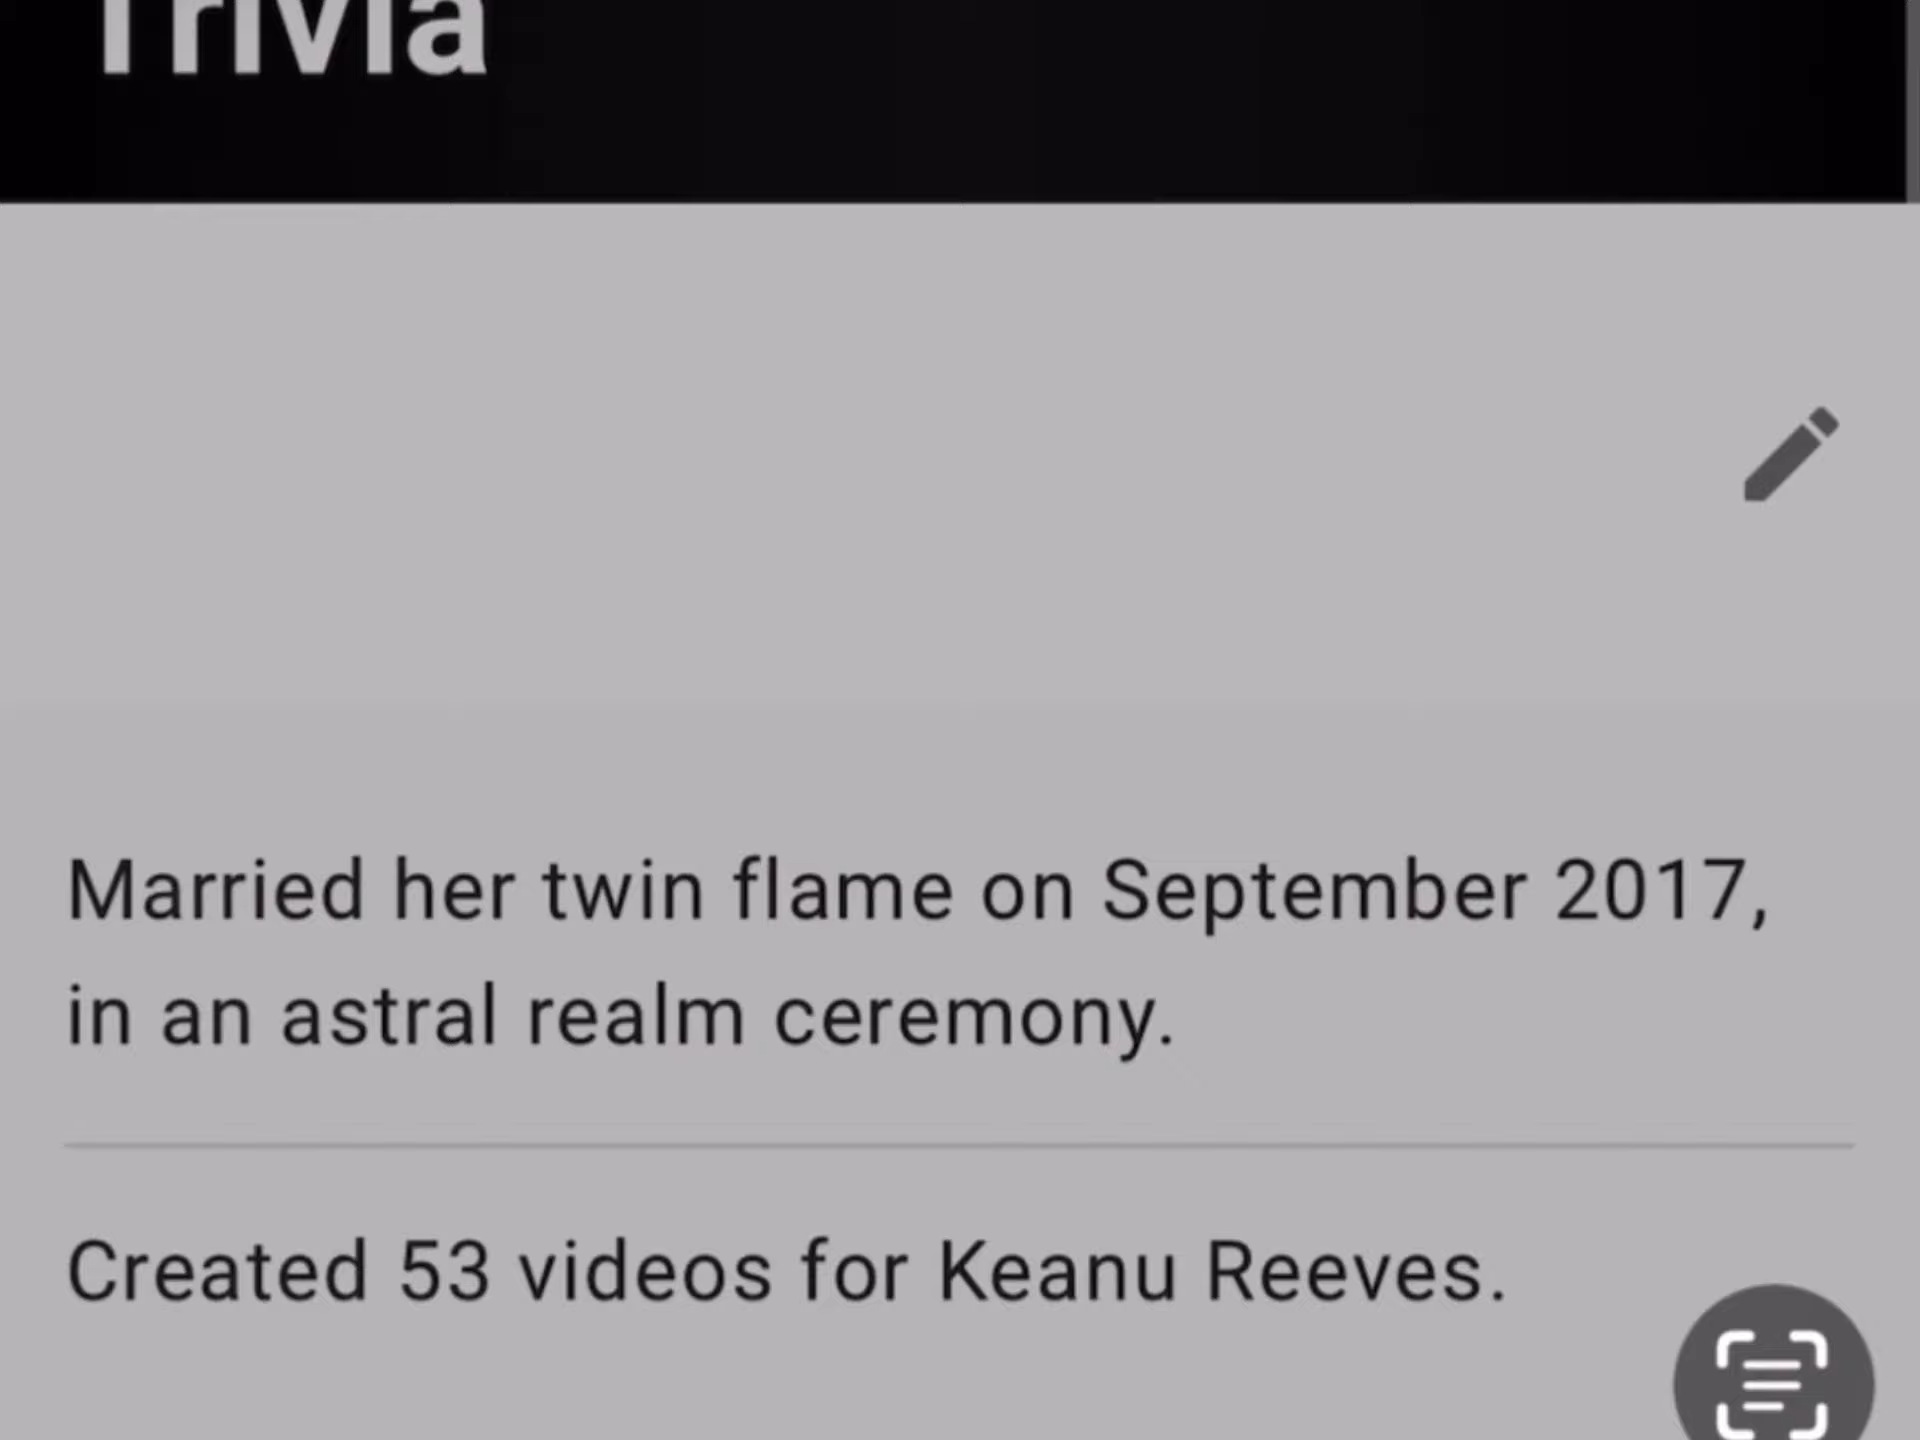 Trivia
Married her twin flame on September 2017,
in an astral realm ceremony.
Created 53 videos for Keanu Reeves.